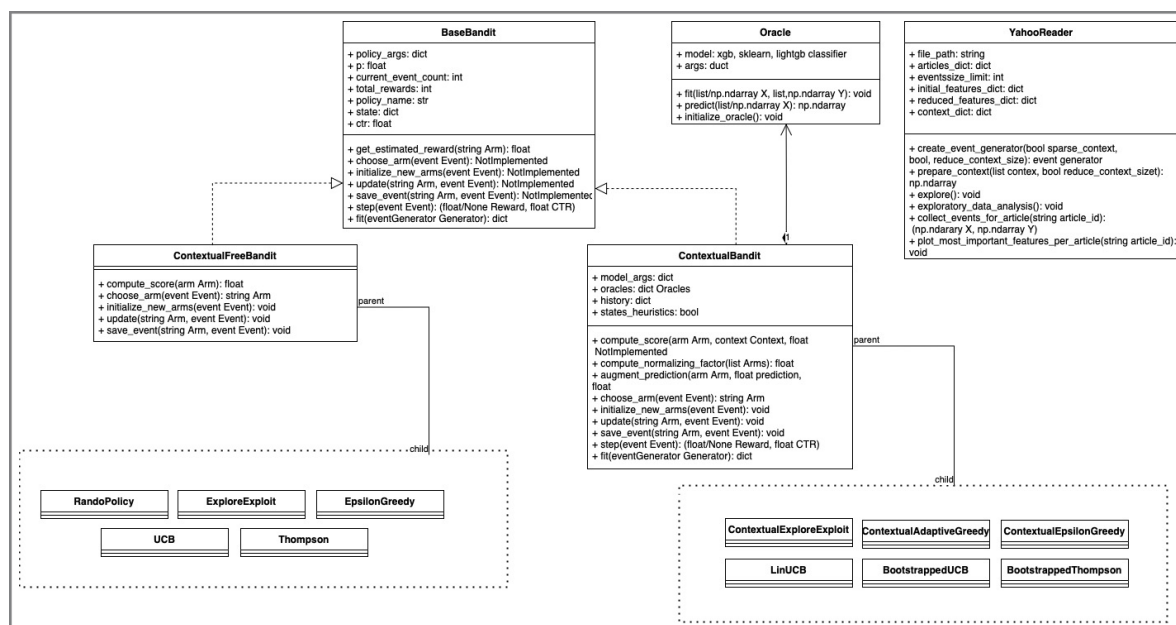 BaseBandit
+ policy_args: dict
+ p: float
+ current_event_count: int
+ total_rewards: int
+ policy_name: str
+ state: dict
+ ctr: float
+ get_estimated_reward(string Arm): float
+ choose_arm(event Event): NotImplemented
+ initialize_new_arms(event Event): NotImplemented
+ update(string Arm, event Event): NotImplemented
+ save_event(string Arm, event Event): NotImplemented
+ step(event Event): (float/None Reward, float CTR)
+ fit(eventGenerator Generator): dict
Oracle
+ model: xgb, sklearn, lightgb classifier
+ args: duct
+ fit(list/np.ndarray X, list,np.ndarray Y): void
+ predict(list/np.ndarray X): np.ndarray
+ initialize_oracle(): void
YahooReader
+ file_path: string
+ articles_dict: dict
+ eventssize_limit: int
+ initial_features_dict: dict
+ reduced_features_dict: dict
+ context_dict: dict
+ create_event_generator(bool sparse_context,
bool, reduce_context_size): event generator
+ prepare_context(list contex, bool reduce_context_sizet):
np.ndarray
+ explore(): void
+ exploratory_data_analysis(): void
+ collect_events_for_article(string article_id):
(np.ndarary X, np.ndarray Y)
+ plot_most_important_features_per_article(string article_id):
void
ContextualFreeBandit
+ compute_score(arm Arm): float
+ choose_arm(event Event): string Arm
+ initialize_new_arms(event Event): void
+ update(string Arm, event Event): void
+ save_event(string Arm, event Event): void
parent
child
1
ContextualBandit
+ model_args: dict
+ oracles: dict Oracles
+ history: dict
+ states_heuristics: bool
+ compute_score(arm Arm, context Context, float
NotImplemented
+ compute_normalizing_factor(list Arms): float
+ augment_prediction(arm Arm, float prediction,
float
+ choose_arm(event Event): string Arm
+ initialize_new_arms(event Event): void
+ update(string Arm, event Event): void
+ save_event(string Arm, event Event): void
+ step(event Event): (float/None Reward, float CTR)
+ fit(eventGenerator Generator): dict
parent
child
RandoPolicy
ExploreExploit
EpsilonGreedy
UCB
Thompson
ContextualExploreExploit
ContextualAdaptiveGreedy
ContextualEpsilonGreedy
LinUCB
BootstrappedUCB
BootstrappedThompson